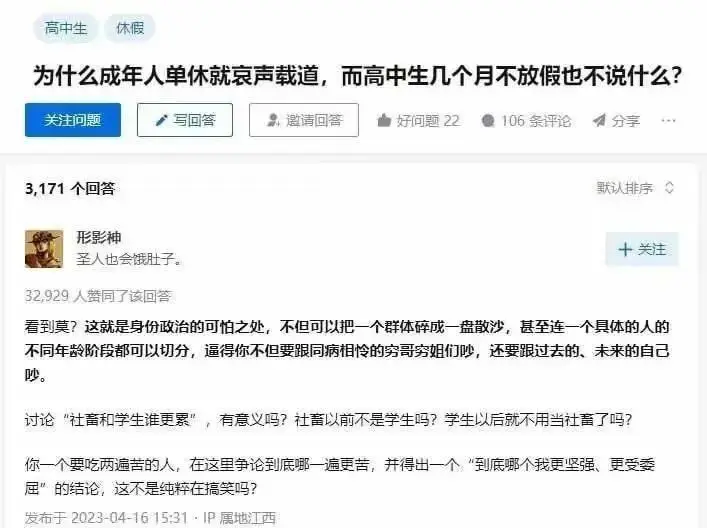 高中生 休假
为什么成年人单休就哀声载道，而高中生几个月不放假也不说什么？
关注问题 写回答 邀请回答 好问题 22 106 条评论 分享 ···
3,171 个回答 默认排序
形影神
圣人也会饿肚子。
+ 关注
32,929 人赞同了该回答
看到莫？这就是身份政治的可怕之处，不但可以把一个群体碎成一盘散沙，甚至连一个具体的人的
不同年龄阶段都可以切分，逼得你不但要跟同病相怜的穷哥穷姐们吵，还要跟过去的、未来的自己
吵。
讨论“社畜和学生谁更累”，有意义吗？社畜以前不是学生吗？学生以后就不用当社畜了吗？
你一个要吃两遍苦的人，在这里争论到底哪一遍更苦，并得出一个“到底哪个我更坚强、更受委
屈”的结论，这不是纯粹在搞笑吗？
发布于 2023-04-16 15:31 · IP 属地江西